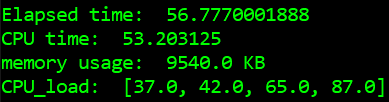 Elapsed time:  56.7770001888
CPU time:  53.203125
memory usage:  9540.0 KB
CPU_load:  [37.0, 42.0, 65.0, 87.0]